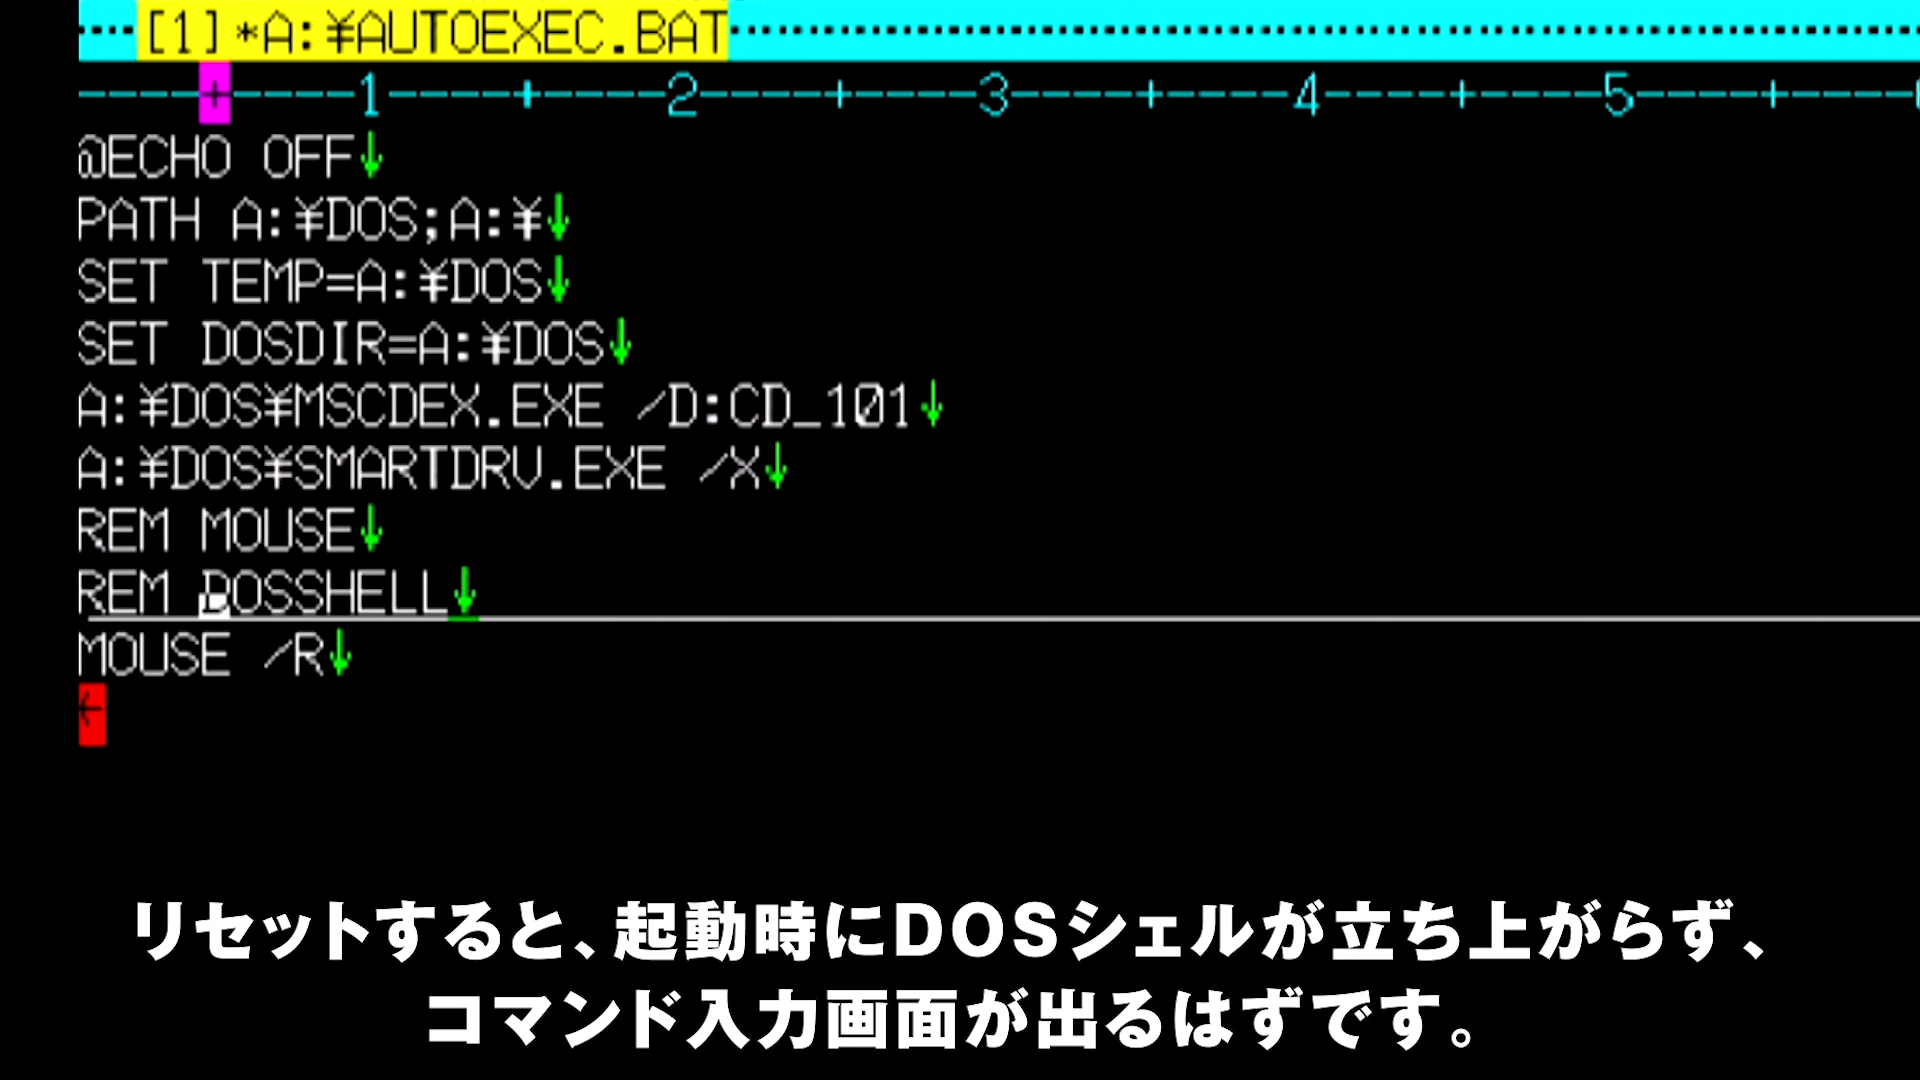 [1]*A:¥AUTOEXEC.BAT
----+----1----+----2----+----3----+----4----+----5----+----
@ECHO OFF↓
PATH A:¥DOS;A:¥↓
SET TEMP=A:¥DOS↓
SET DOSDIR=A:¥DOS↓
A:¥DOS¥MSCDEX.EXE /D:CD_101↓
A:¥DOS¥SMARTDRV.EXE /X↓
REM MOUSE↓
REM DOSSHELL↓
MOUSE /R↓
←
リセットすると、起動時にDOSシェルが立ち上がらず、
コマンド入力画面が出るはずです。